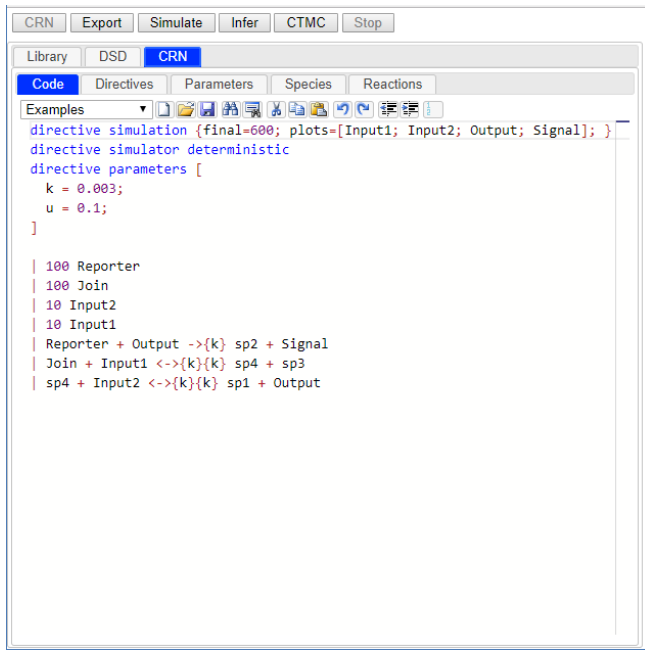 CRN Export Simulate Infer CTMC Stop
Library DSD CRN
Code Directives Parameters Species Reactions
Examples
directive simulation {final=600; plots=[Input1; Input2; Output; Signal]; }
directive simulator deterministic
directive parameters [
k = 0.003;
u = 0.1;
]
| 100 Reporter
| 100 Join
| 10 Input2
| 10 Input1
| Reporter + Output ->{k} sp2 + Signal
| Join + Input1 <->{k}{k} sp4 + sp3
| sp4 + Input2 <->{k}{k} sp1 + Output